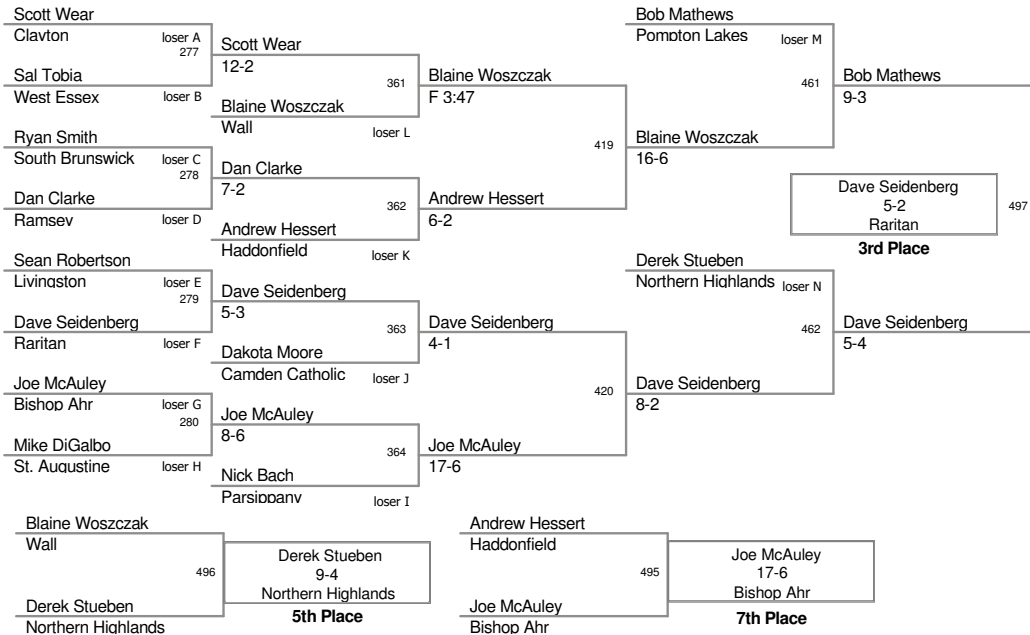 Scott Wear
Clayton
loser A
277
Sal Tobia
West Essex
loser B
Ryan Smith
South Brunswick
loser C
278
Dan Clarke
Ramsey
loser D
Sean Robertson
Livingston
loser E
279
Dave Seidenberg
Raritan
loser F
Joe McAuley
Bishop Ahr
loser G
280
Mike DiGalbo
St. Augustine
loser H
Scott Wear
12-2
361
Blaine Woszczak
Wall
loser L
Dan Clarke
7-2
362
Andrew Hessert
Haddonfield
loser K
Dave Seidenberg
5-3
363
Dakota Moore
Camden Catholic
loser J
Joe McAuley
8-6
364
Nick Bach
Parsippany
loser I
Blaine Woszczak
F 3:47
419
Andrew Hessert
6-2
Dave Seidenberg
4-1
420
Joe McAuley
17-6
Bob Mathews
Pompton Lakes
loser M
461
Blaine Woszczak
16-6
Derek Stueben
Northern Highlands
loser N
462
Dave Seidenberg
8-2
Bob Mathews
9-3
Dave Seidenberg
5-2
Raritan
497
3rd Place
Dave Seidenberg
5-4
Blaine Woszczak
Wall
496
Derek Stueben
Northern Highlands
Derek Stueben
9-4
Northern Highlands
5th Place
Andrew Hessert
Haddonfield
495
Joe McAuley
Bishop Ahr
Joe McAuley
17-6
Bishop Ahr
7th Place